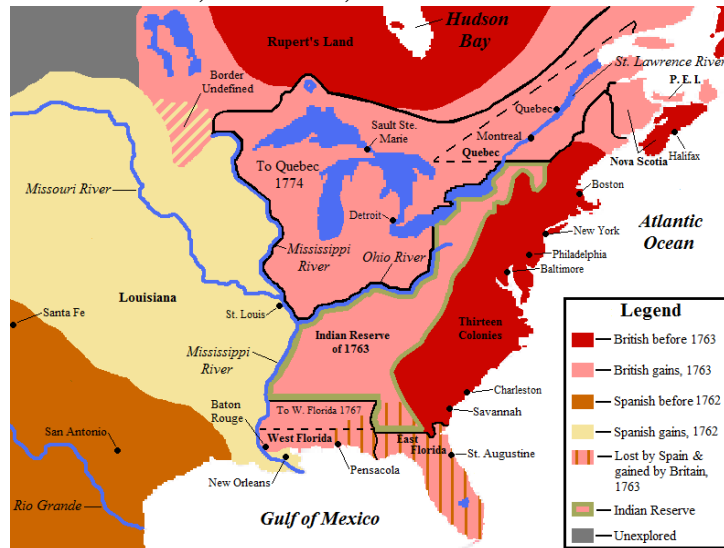 Hudson
Bay
Rupert's Land
St. Lawrence River
Border
Undefined
P. E. I.
Quebec
Sault Ste.
Marie
Montreal
Quebec
To Quebec
1774
Nova Scotia
Halifax
Missouri River
Boston
Detroit
Atlantic
Ocean
New York
Mississippi
River
Ohio River
Philadelphia
Baltimore
Louisiana
Santa Fe
St. Louis
Indian Reserve
of 1763
Thirteen
Colonies
Mississippi
River
Charleston
Savannah
To W. Florida 1767
Baton
Rouge
San Antonio
West Florida
East
Florida
St. Augustine
New Orleans
Pensacola
Rio Grande
Gulf of Mexico
Legend
British before 1763
British gains, 1763
Spanish before 1762
Spanish gains, 1762
Lost by Spain &
gained by Britain,
1763
Indian Reserve
Unexplored